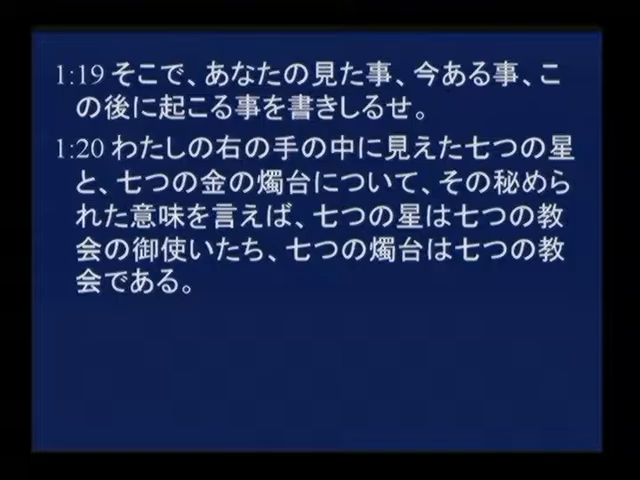 1:19 そこで、あなたの見た事、今ある事、こ
の後に起こる事を書きしるせ。
1:20 わたしの右の手の中に見えた七つの星
と、七つの金の燭台について、その秘めら
れた意味を言えば、七つの星は七つの教
会の御使いたち、七つの燭台は七つの教
会である。